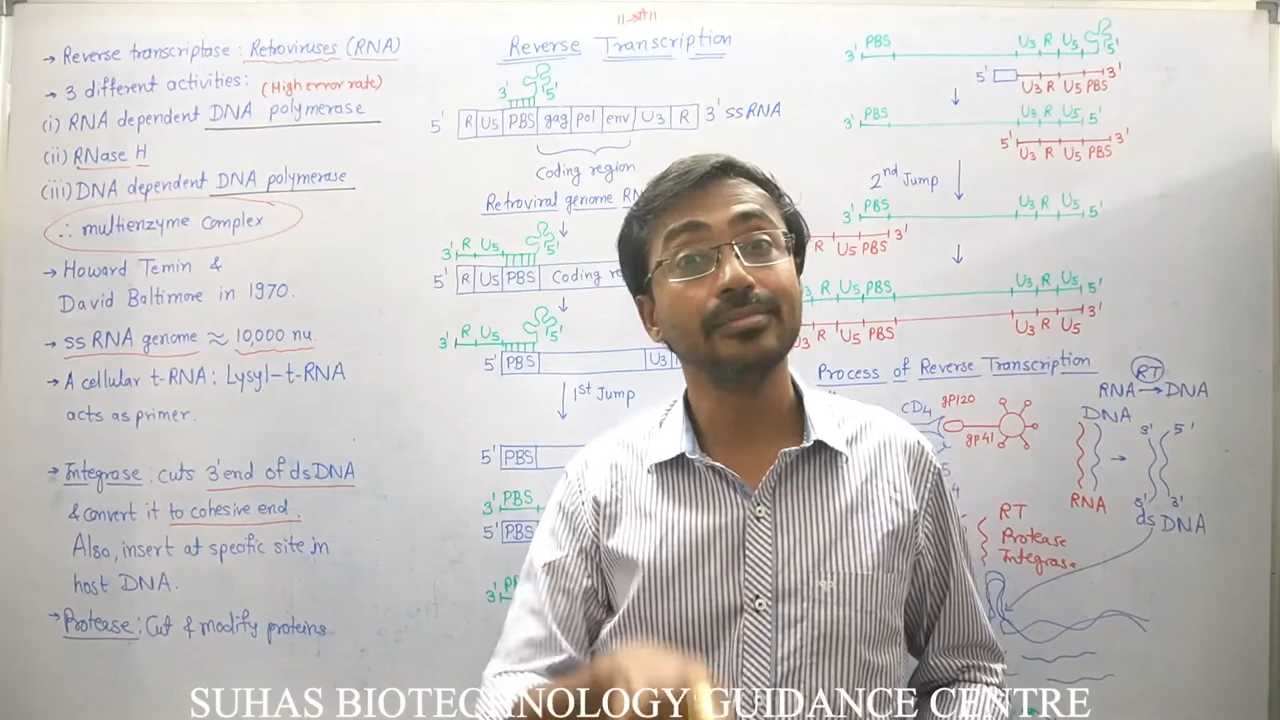 ॥श्री॥
→ Reverse transcriptase : Retroviruses (RNA)
→ 3 different activities: (High error rate)
(i) RNA dependent DNA polymerase
(ii) RNase H
(iii) DNA dependent DNA polymerase
∴ multienzyme complex
→ Howard Temin &
David Baltimore in 1970.
→ ss RNA genome ≈ 10,000 nu.
→ A cellular t-RNA : Lysyl-t-RNA
acts as primer.
→ Integrase : cuts 3' end of dsDNA
& convert it to cohesive end.
Also, insert at specific site in
host DNA.
→ Protease : Cut & modify proteins
Reverse Transcription
3' 5'
5' R U5 PBS gag pol env U3 R 3' ssRNA
Coding region
Retroviral genome
3' R U5 5'
5' R U5 PBS Coding
3' R U5 5'
5' PBS U3
1st Jump
5' PBS
3' PBS
5' PBS
3'
3' PBS U3 R U5 5'
5' 3'
U3 R U5 PBS
3' PBS U3 R U5 5'
5' 3'
U3 R U5 PBS
2nd Jump
3' PBS U3 R U5 5'
R U5 PBS 3'
R U5 PBS U3 R U5 5'
U3 R U5 PBS U3 R U5 3'
Process of Reverse Transcription
RT
RNA → DNA
CD4 gp120
gp41
DNA
RNA
3' 5'
5' 3'
ds DNA
RT
Protease
Integrase
SUHAS BIOTECHNOLOGY GUIDANCE CENTRE